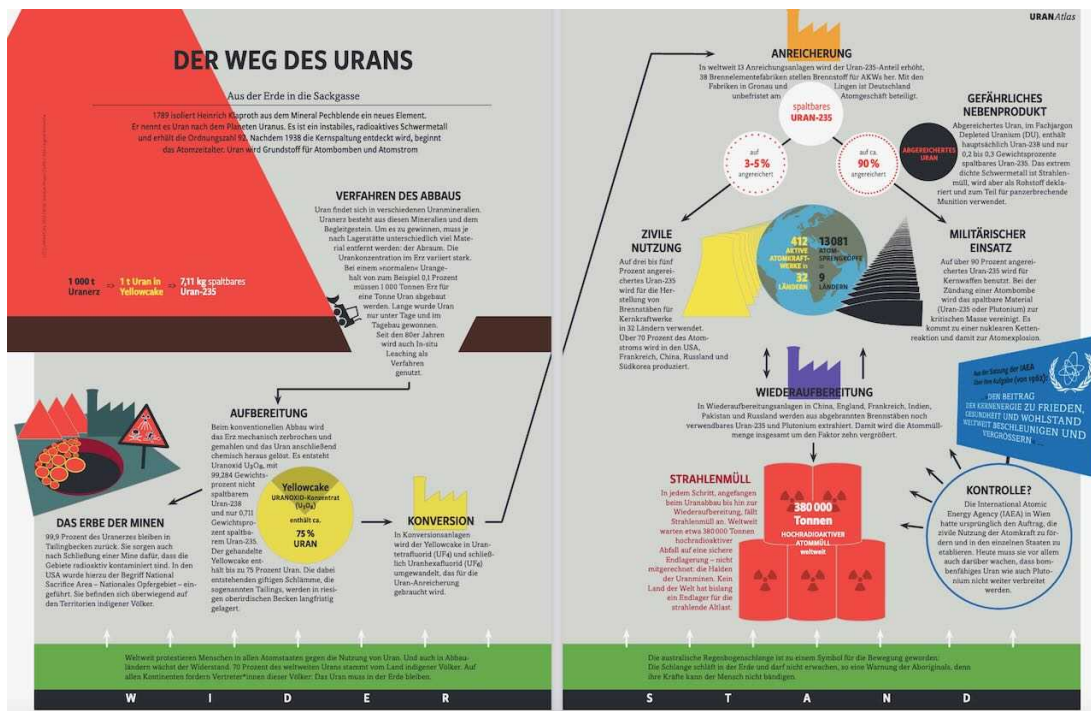 DER WEG DES URANS
Aus der Erde in die Sackgasse
1789 isoliert Heinrich Klaproth aus dem Mineral Pechblende ein neues Element.
Er nennt es Uran nach dem Planeten Uranus. Es ist ein instabiles, radioaktives Schwermetall
und erhält die Ordnungszahl 92. Nachdem 1938 die Kernspaltung entdeckt wird, beginnt
das Atomzeitalter. Uran wird Grundstoff für Atombomben und Atomstrom
VERFAHREN DES ABBAUS
Uran findet sich in verschiedenen Uranmineralien.
Uranerz besteht aus diesen Mineralien und dem
Begleitgestein. Um es zu gewinnen, muss je
nach Lagerstätte unterschiedlich viel Mate-
rial entfernt werden: der Abraum. Die
Urankonzentration im Erz variiert stark.
Bei einem »normalen« Urange-
halt von zum Beispiel 0,1 Prozent
müssen 1 000 Tonnen Erz für
eine Tonne Uran abgebaut
werden. Lange wurde Uran
nur unter Tage und im
Tagebau gewonnen.
Seit den 80er Jahren
wird auch In-situ
Leaching als
Verfahren
genutzt.
1 000 t
Uranerz
1 t Uran in
Yellowcake
7,11 kg spaltbares
Uran-235
AUFBEREITUNG
Beim konventionellen Abbau wird
das Erz mechanisch zerbrochen und
gemahlen und das Uran anschließend
chemisch heraus gelöst. Es entsteht
Uranoxid U₃O₈, mit
99,284 Gewichts-
prozent nicht
spaltbarem
Uran-238
und nur 0,711
Gewichtspro-
zent spaltba-
rem Uran-235.
Der gehandelte
Yellowcake ent-
hält bis zu 75 Prozent Uran. Die dabei
entstehenden giftigen Schlämme, die
sogenannten Tailings, werden in riesi-
gen oberirdischen Becken langfristig
gelagert.
Yellowcake
URANOXID-Konzentrat
(U₃O₈)
enthält ca.
75 %
URAN
DAS ERBE DER MINEN
99,9 Prozent des Uranerzes bleiben in
Tailingbecken zurück. Sie sorgen auch
nach Schließung einer Mine dafür, dass die
Gebiete radioaktiv kontaminiert sind. In den
USA wurde hierzu der Begriff National
Sacrifice Area – Nationales Opfergebiet – ein-
geführt. Sie befinden sich überwiegend auf
den Territorien indigener Völker.
KONVERSION
In Konversionsanlagen
wird der Yellowcake in Uran-
tetrafluorid (UF₄) und schließ-
lich Uranhexafluorid (UF₆)
umgewandelt, das für die
Uran-Anreicherung
gebraucht wird.
Weltweit protestieren Menschen in allen Atomstaaten gegen die Nutzung von Uran. Und auch in Abbau-
ländern wächst der Widerstand. 70 Prozent des weltweiten Urans stammt vom Land indigener Völker. Auf
allen Kontinenten fordern Vertreter*innen dieser Völker: Das Uran muss in der Erde bleiben.
W I D E R
URANAtlas
ANREICHERUNG
In weltweit 13 Anreichungsanlagen wird der Uran-235-Anteil erhöht,
38 Brennelementefabriken stellen Brennstoff für AKWs her. Mit den
Fabriken in Gronau und Lingen ist Deutschland
unbefristet am Atomgeschäft beteiligt.
spaltbares
URAN-235
auf
3-5 %
angereichert
auf ca.
90 %
angereichert
ABGEREICHERTES
URAN
GEFÄHRLICHES
NEBENPRODUKT
Abgereichertes Uran, im Fachjargon
Depleted Uranium (DU), enthält
hauptsächlich Uran-238 und nur
0,2 bis 0,3 Gewichtsprozente
spaltbares Uran-235. Das extrem
dichte Schwermetall ist Strahlen-
müll, wird aber als Rohstoff dekla-
riert und zum Teil für panzerbrechende
Munition verwendet.
ZIVILE
NUTZUNG
Auf drei bis fünf
Prozent angerei-
chertes Uran-235
wird für die Her-
stellung von
Brennstäben für
Kernkraftwerke
in 32 Ländern verwendet.
Über 70 Prozent des Atom-
stroms wird in den USA,
Frankreich, China, Russland und
Südkorea produziert.
412
AKTIVE
ATOMKRAFT-
WERKE in
32
LÄNDERN
13081
ATOM-
SPRENGKÖPFE
in
9
LÄNDERN
MILITÄRISCHER
EINSATZ
Auf über 90 Prozent angerei-
chertes Uran-235 wird für
Kernwaffen benutzt. Bei der
Zündung einer Atombombe
wird das spaltbare Material
(Uran-235 oder Plutonium) zur
kritischen Masse vereinigt. Es
kommt zu einer nuklearen Ketten-
reaktion und damit zur Atomexplosion.
WIEDERAUFBEREITUNG
In Wiederaufbereitungsanlagen in China, England, Frankreich, Indien,
Pakistan und Russland werden aus abgebrannten Brennstäben noch
verwendbares Uran-235 und Plutonium extrahiert. Damit wird die Atommüll-
menge insgesamt um den Faktor zehn vergrößert.
Aus der Satzung der IAEA
über ihre Aufgabe (von 1962):
DEN BEITRAG
DER KERNENERGIE ZU FRIEDEN,
GESUNDHEIT UND WOHLSTAND
WELTWEIT BESCHLEUNIGEN UND
VERGRÖSSERN
STRAHLENMÜLL
In jedem Schritt, angefangen
beim Uranabbau bis hin zur
Wiederaufbereitung, fällt
Strahlenmüll an. Weltweit
warten etwa 380000 Tonnen
hochradioaktiver
Abfall auf eine sichere
Endlagerung – nicht
mitgerechnet: die Halden
der Uranminen. Kein
Land der Welt hat bislang
ein Endlager für die
strahlende Altlast.
380 000
Tonnen
HOCHRADIOAKTIVER
ATOMMÜLL
weltweit
KONTROLLE?
Die International Atomic
Energy Agency (IAEA) in Wien
hatte ursprünglich den Auftrag, die
zivile Nutzung der Atomkraft zu för-
dern und in den einzelnen Staaten zu
etablieren. Heute muss sie vor allem
auch darüber wachen, dass bom-
benfähiges Uran wie auch Pluto-
nium nicht weiter verbreitet
werden.
Die australische Regenbogenschlange ist zu einem Symbol für die Bewegung geworden:
Die Schlange schläft in der Erde und darf nicht erwachen, so eine Warnung der Aboriginals, denn
ihre Kräfte kann der Mensch nicht bändigen.
S T A N D